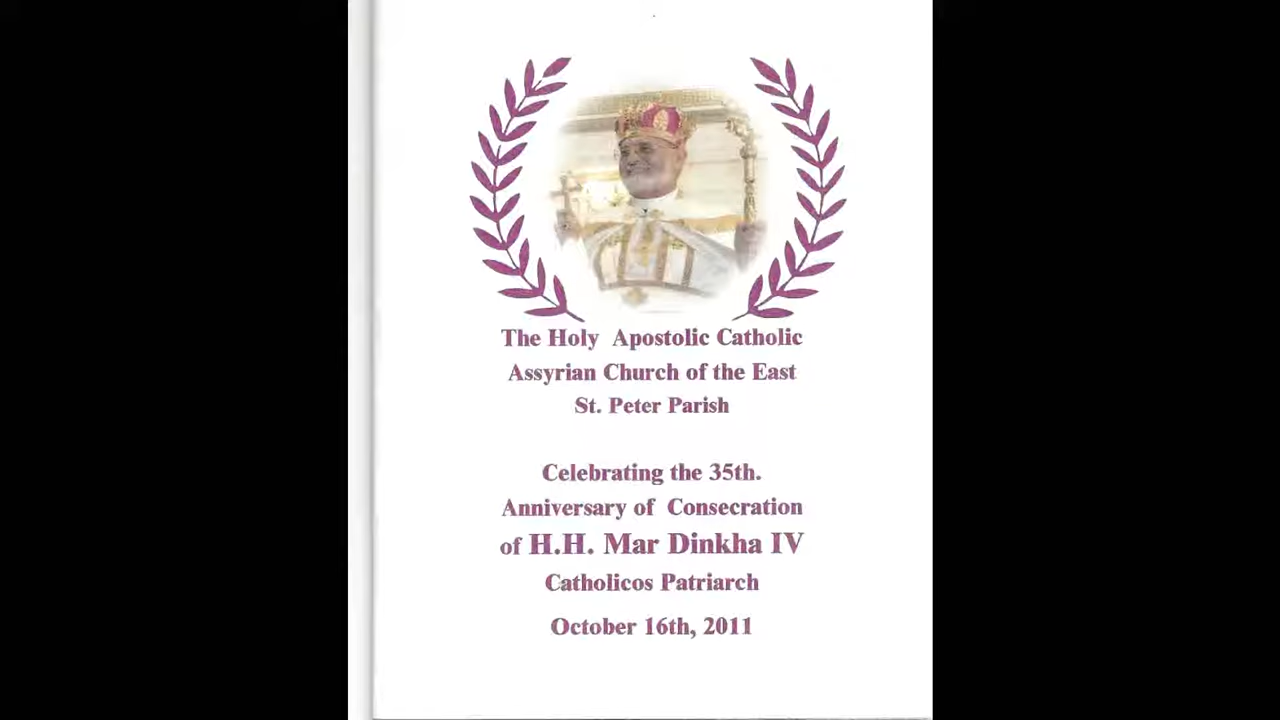 The Holy Apostolic Catholic
Assyrian Church of the East
St. Peter Parish
Celebrating the 35th.
Anniversary of Consecration
of H.H. Mar Dinkha IV
Catholicos Patriarch
October 16th, 2011